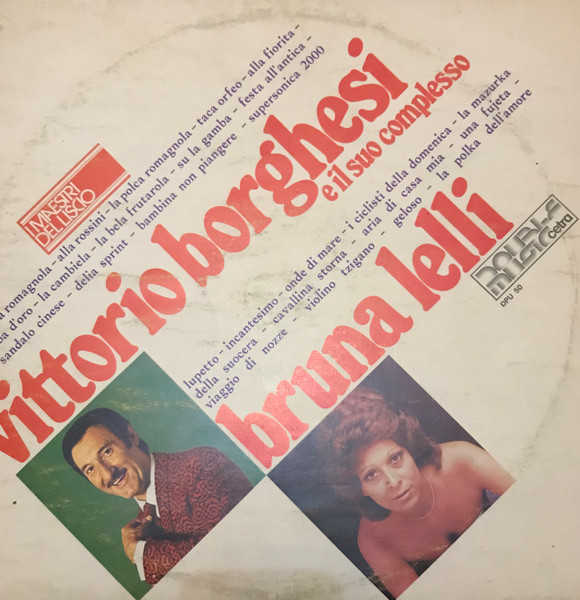 I MAESTRI
DEL LISCIO
romagnola - alla rossini - la polca romagnola - taca orfeo - alla fiorita -
d'oro - la cambiela - la bela frutarola - su la gamba - festa all'antica -
sandalo cinese - delia sprint - bambina non piangere - supersonica 2000
vittorio borghesi
e il suo complesso
lupetto - incantesimo - onde di mare - i ciclisti della domenica - la mazurka
della suocera - cavallina storna - aria di casa mia - una fujeta -
viaggio di nozze - violino tzigano - geloso - la polka dell'amore
bruna lelli
DOUBLE
MUSIC cetra
DPU 50